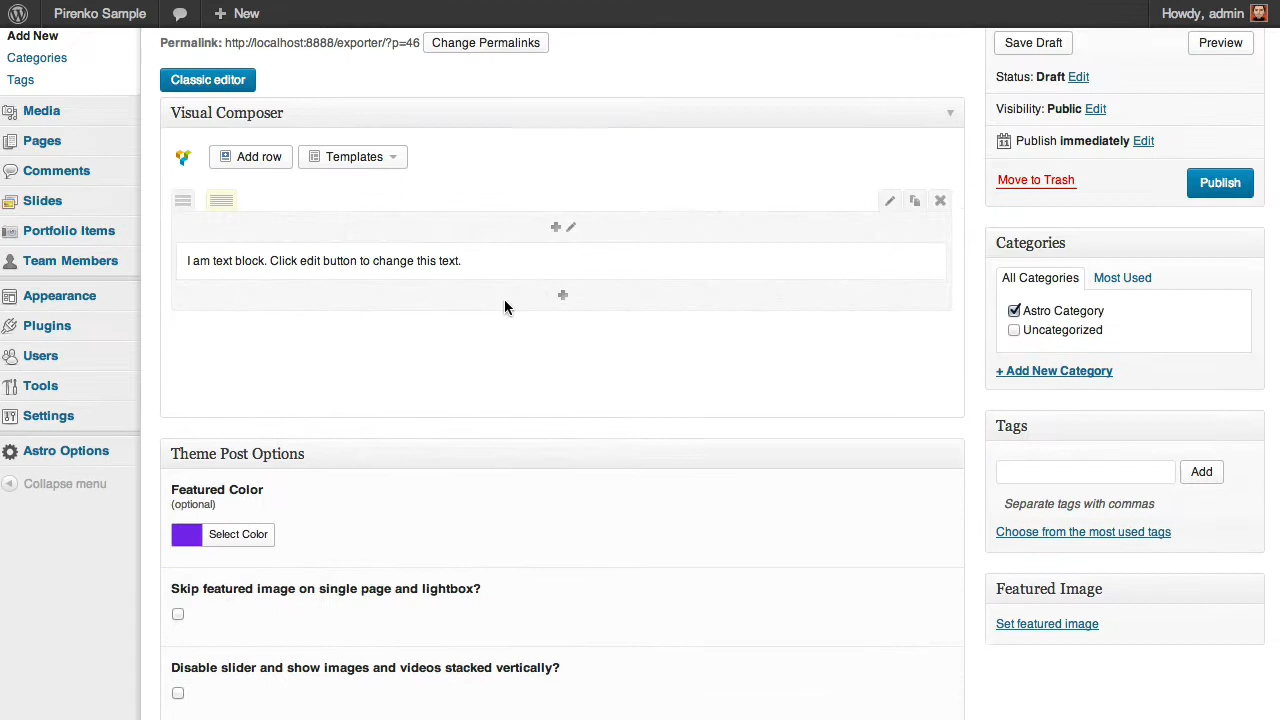 Pirenko Sample
New
Howdy, admin
Add New
Categories
Tags
Media
Pages
Comments
Slides
Portfolio Items
Team Members
Appearance
Plugins
Users
Tools
Settings
Astro Options
Collapse menu
Permalink: http://localhost:8888/exporter/?p=46 Change Permalinks
Classic editor
Visual Composer
Add row
Templates
I am text block. Click edit button to change this text.
Theme Post Options
Featured Color
(optional)
Select Color
Skip featured image on single page and lightbox?
Disable slider and show images and videos stacked vertically?
Save Draft
Preview
Status: Draft Edit
Visibility: Public Edit
Publish immediately Edit
Move to Trash
Publish
Categories
All Categories
Most Used
Astro Category
Uncategorized
+ Add New Category
Tags
Add
Separate tags with commas
Choose from the most used tags
Featured Image
Set featured image